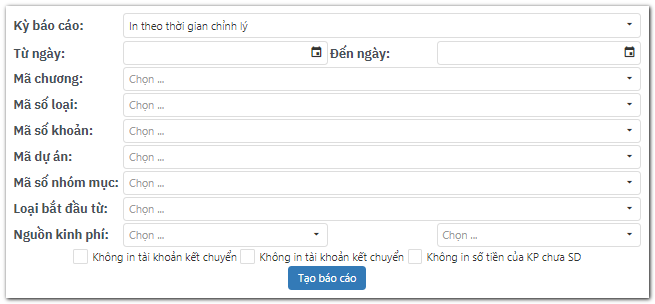 Kỳ báo cáo: In theo thời gian chỉnh lý
Từ ngày: Đến ngày:
Mã chương: Chọn ...
Mã số loại: Chọn ...
Mã số khoản: Chọn ...
Mã dự án: Chọn ...
Mã số nhóm mục: Chọn ...
Loại bắt đầu từ: Chọn ...
Nguồn kinh phí: Chọn ... Chọn ...
Không in tài khoản kết chuyển Không in tài khoản kết chuyển Không in số tiền của KP chưa SD
Tạo báo cáo